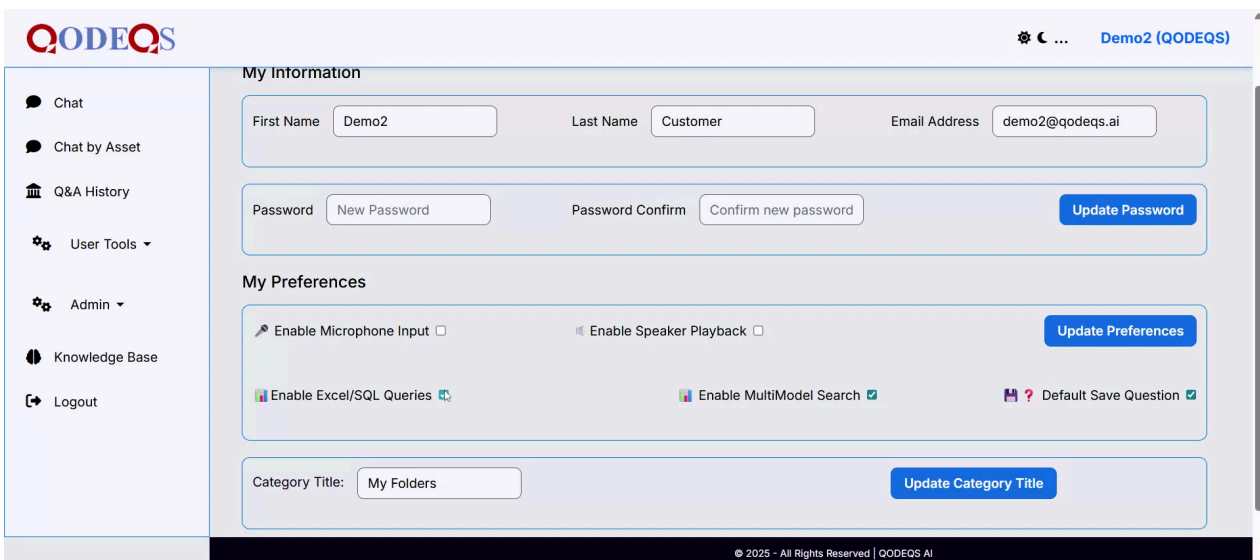 QODEQS
... Demo2 (QODEQS)
Chat
Chat by Asset
Q&A History
User Tools
Admin
Knowledge Base
Logout
My Information
First Name Demo2 Last Name Customer Email Address demo2@qodeqs.ai
Password New Password Password Confirm Confirm new password Update Password
My Preferences
Enable Microphone Input Enable Speaker Playback Update Preferences
Enable Excel/SQL Queries Enable MultiModel Search ❓ Default Save Question
Category Title: My Folders Update Category Title
© 2025 - All Rights Reserved | QODEQS AI